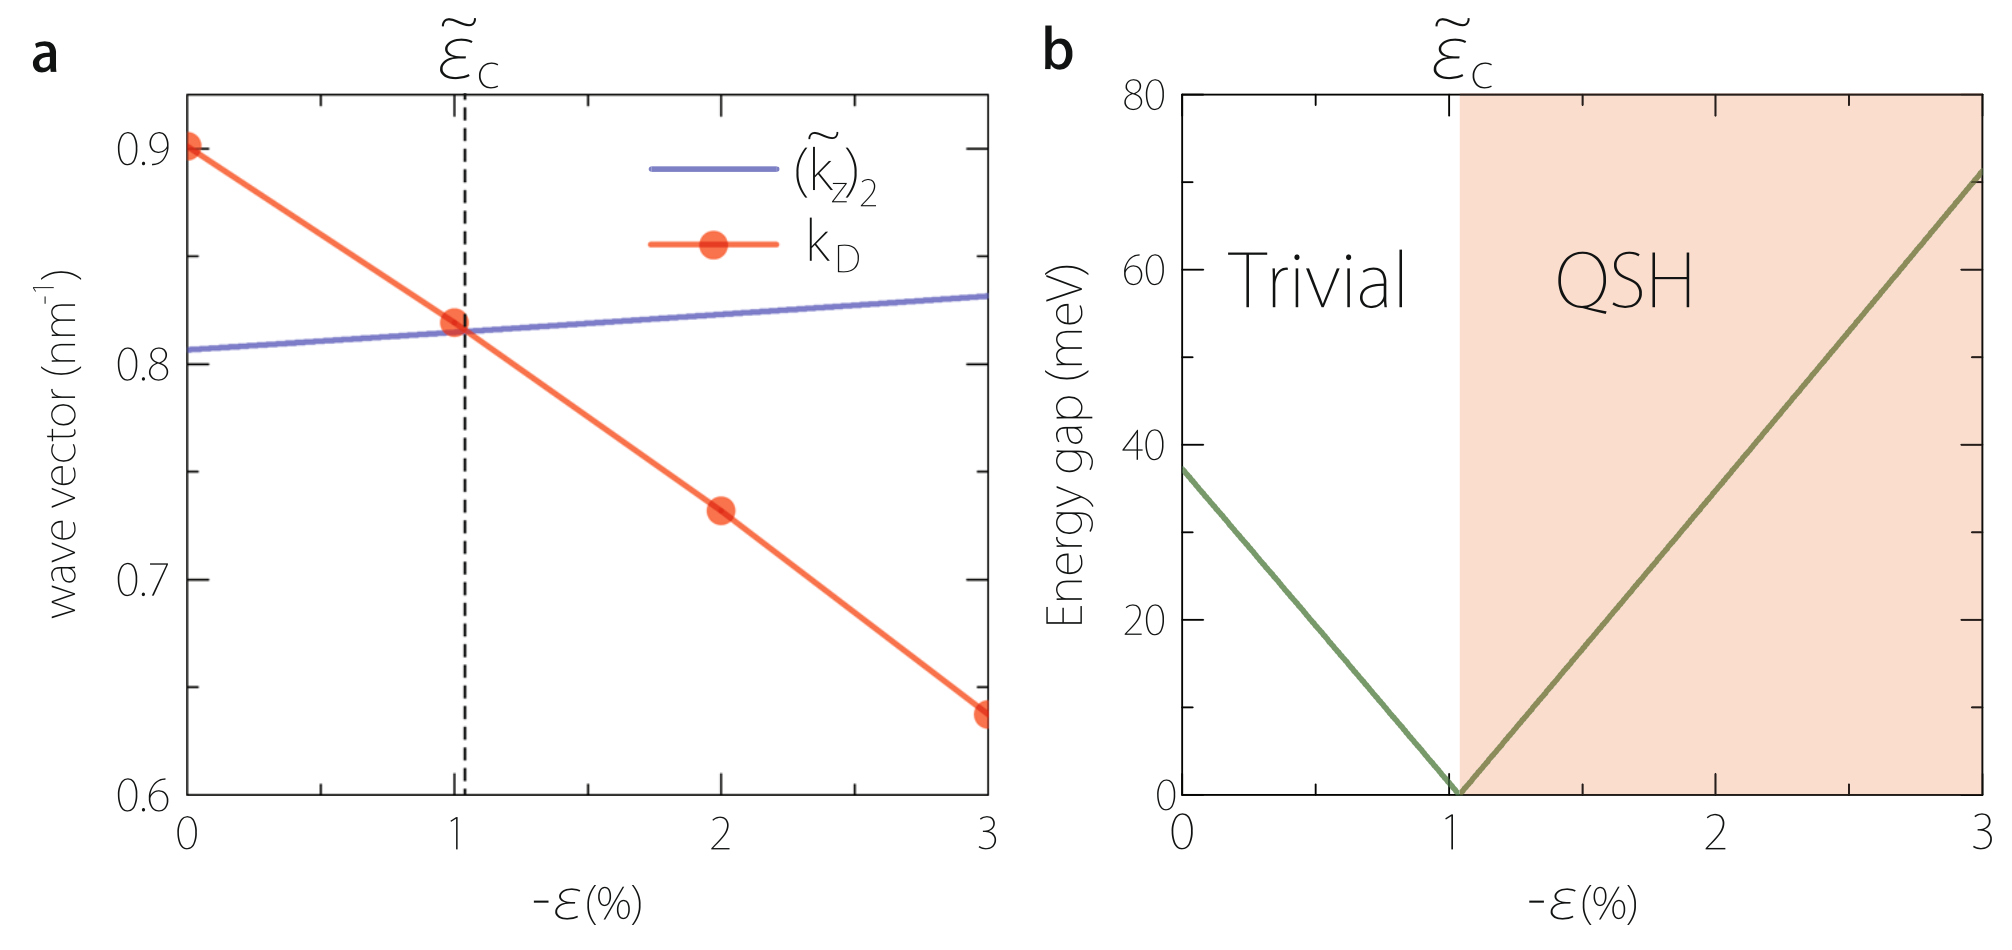 a
ε̃C
0.9
0.8
0.7
0.6
0
1
2
3
wave vector (nm-1)
-ε(%)
(k̃z)2
kD
b
ε̃C
80
60
40
20
0
0
1
2
3
Energy gap (meV)
-ε(%)
Trivial
QSH